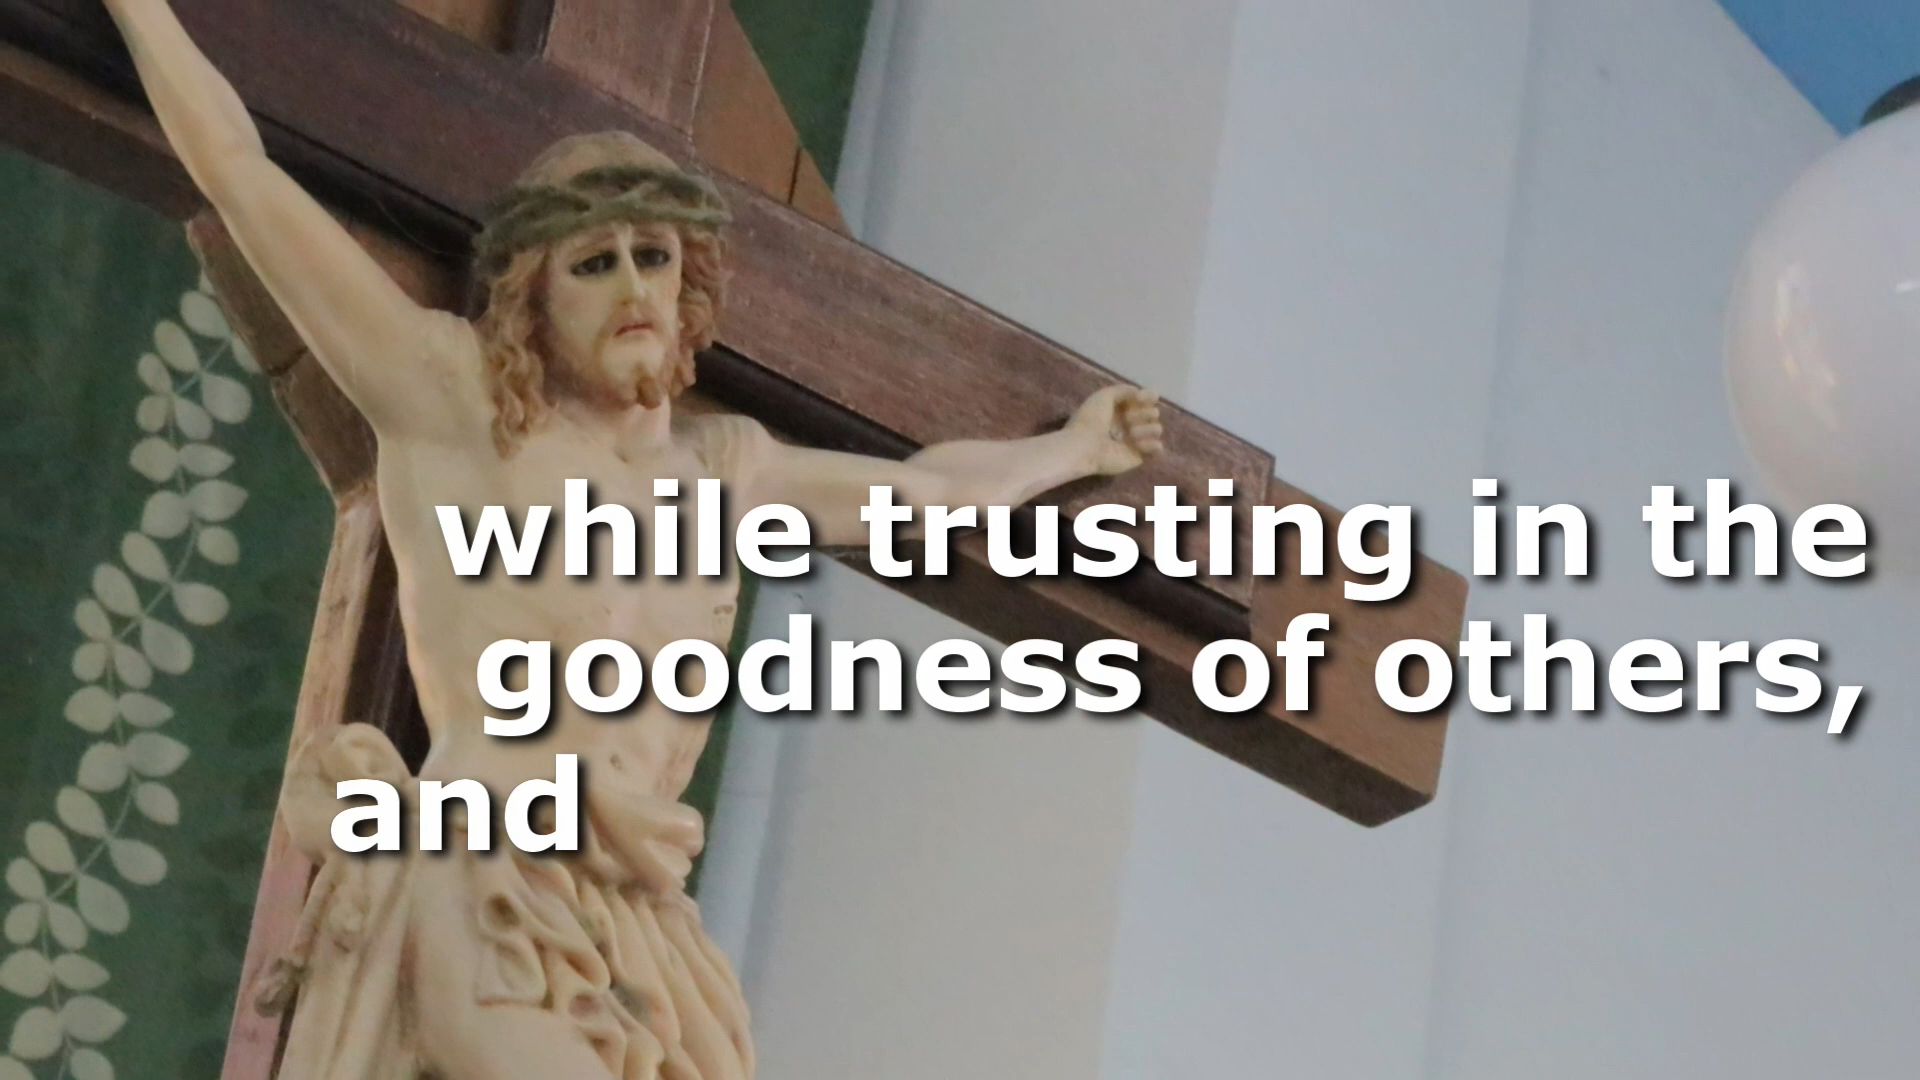 while trusting in the
goodness of others,
and